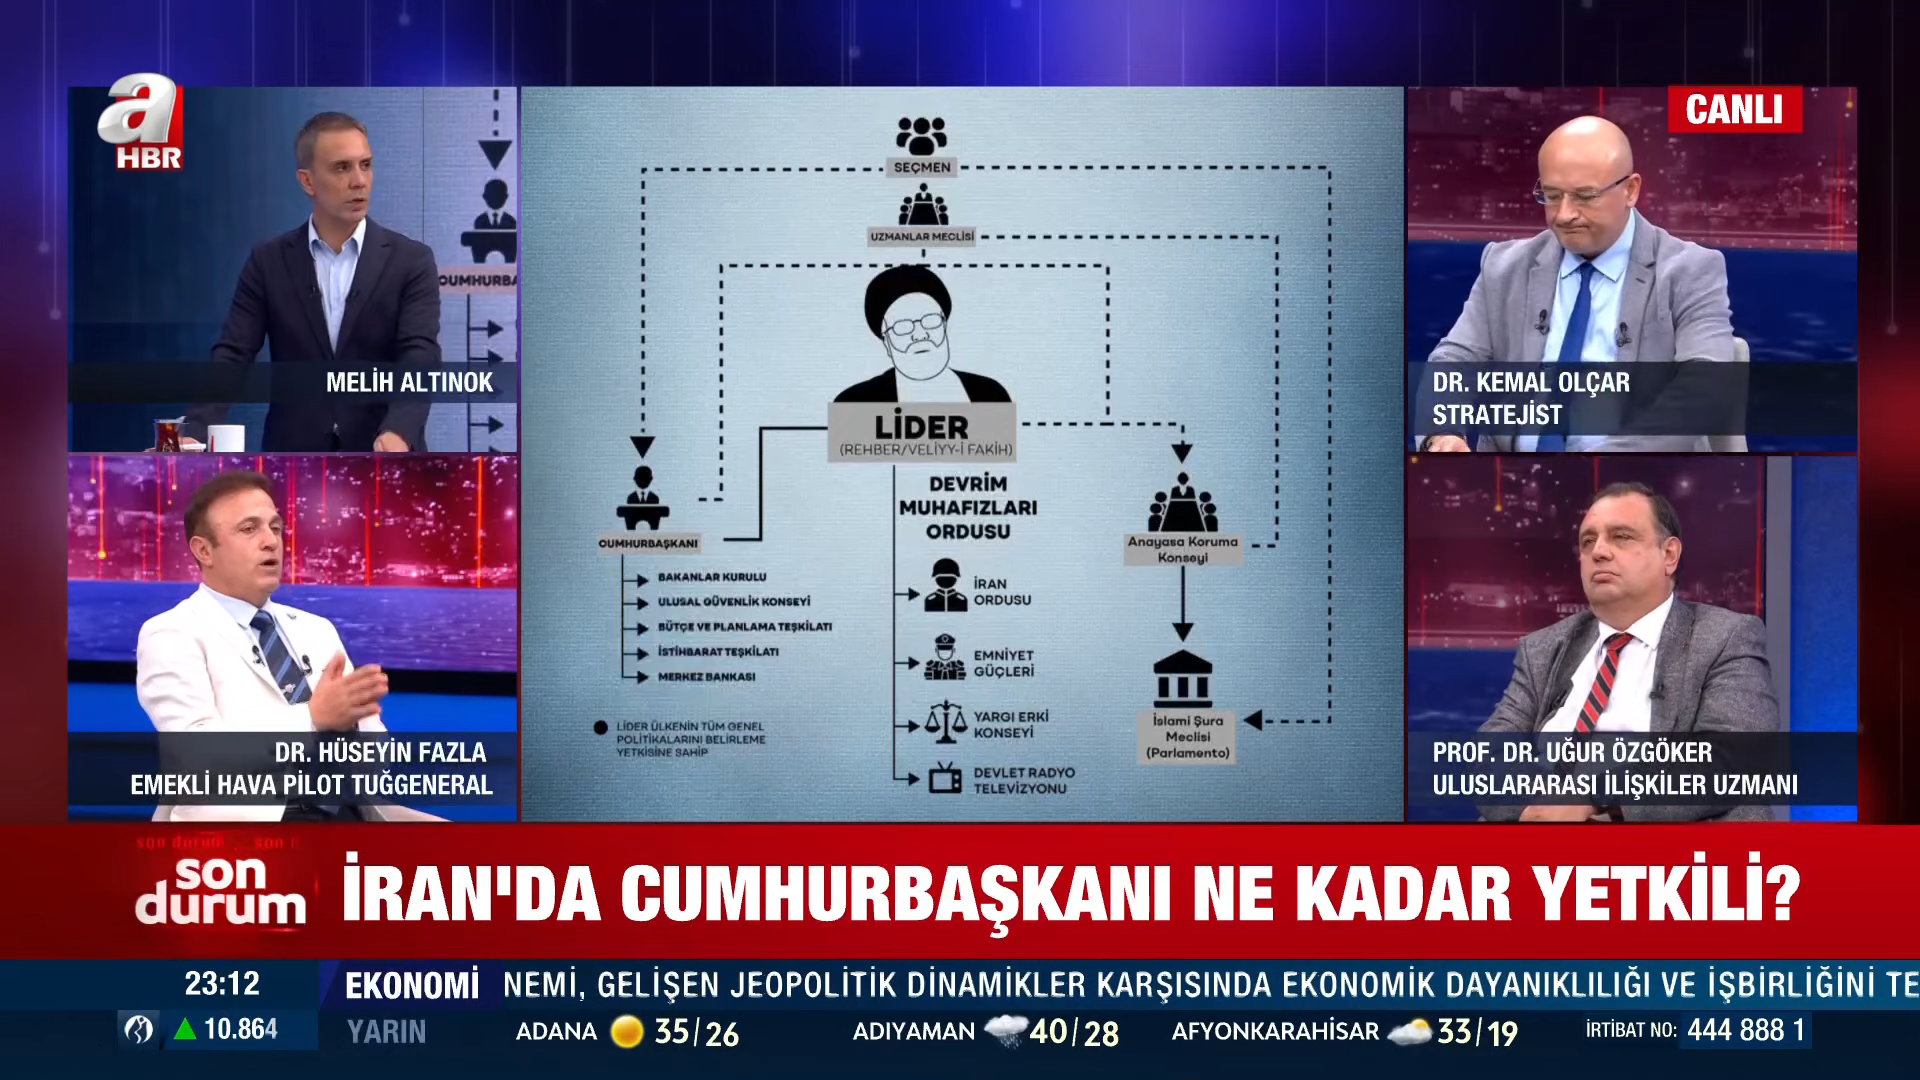 a
HBR
CANLI
MELİH ALTINOK
CUMHURBA
DR. HÜSEYİN FAZLA
EMEKLİ HAVA PİLOT TUĞGENERAL
SEÇMEN
UZMANLAR MECLİSİ
LİDER
(REHBER/VELİYY-İ FAKİH)
CUMHURBAŞKANI
BAKANLAR KURULU
ULUSAL GÜVENLİK KONSEYİ
BÜTÇE VE PLANLAMA TEŞKİLATI
İSTİHBARAT TEŞKİLATI
MERKEZ BANKASI
LİDER ÜLKENİN TÜM GENEL
POLİTİKALARINI BELİRLEME
YETKİSİNE SAHİP
DEVRİM
MUHAFIZLARI
ORDUSU
İRAN
ORDUSU
EMNİYET
GÜÇLERİ
YARGI ERKİ
KONSEYİ
DEVLET RADYO
TELEVİZYONU
Anayasa Koruma
Konseyi
İslami Şura
Meclisi
(Parlamento)
DR. KEMAL OLÇAR
STRATEJİST
PROF. DR. UĞUR ÖZGÖKER
ULUSLARARASI İLİŞKİLER UZMANI
son durum
son
durum
İRAN'DA CUMHURBAŞKANI NE KADAR YETKİLİ?
23:12
EKONOMİ NEMİ, GELİŞEN JEOPOLİTİK DİNAMİKLER KARŞISINDA EKONOMİK DAYANIKLILIĞI VE İŞBİRLİĞİNİ TE
10.864
YARIN ADANA 35/26 ADIYAMAN 40/28 AFYONKARAHİSAR 33/19
İRTİBAT NO: 444 888 1